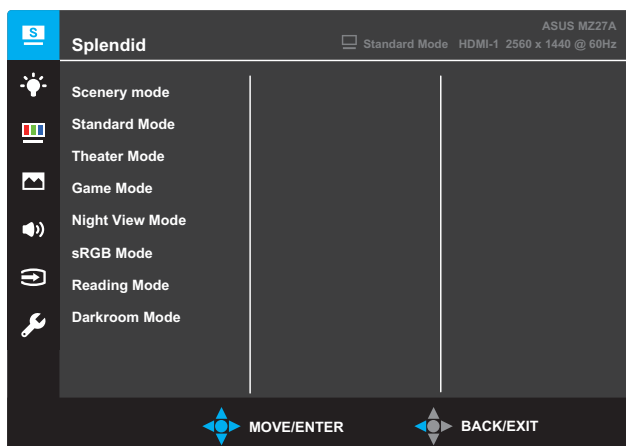 S
ASUS MZ27A
Splendid
Standard Mode HDMI-1 2560 x 1440 @ 60Hz
Scenery mode
Standard Mode
Theater Mode
Game Mode
Night View Mode
sRGB Mode
Reading Mode
Darkroom Mode
MOVE/ENTER BACK/EXIT